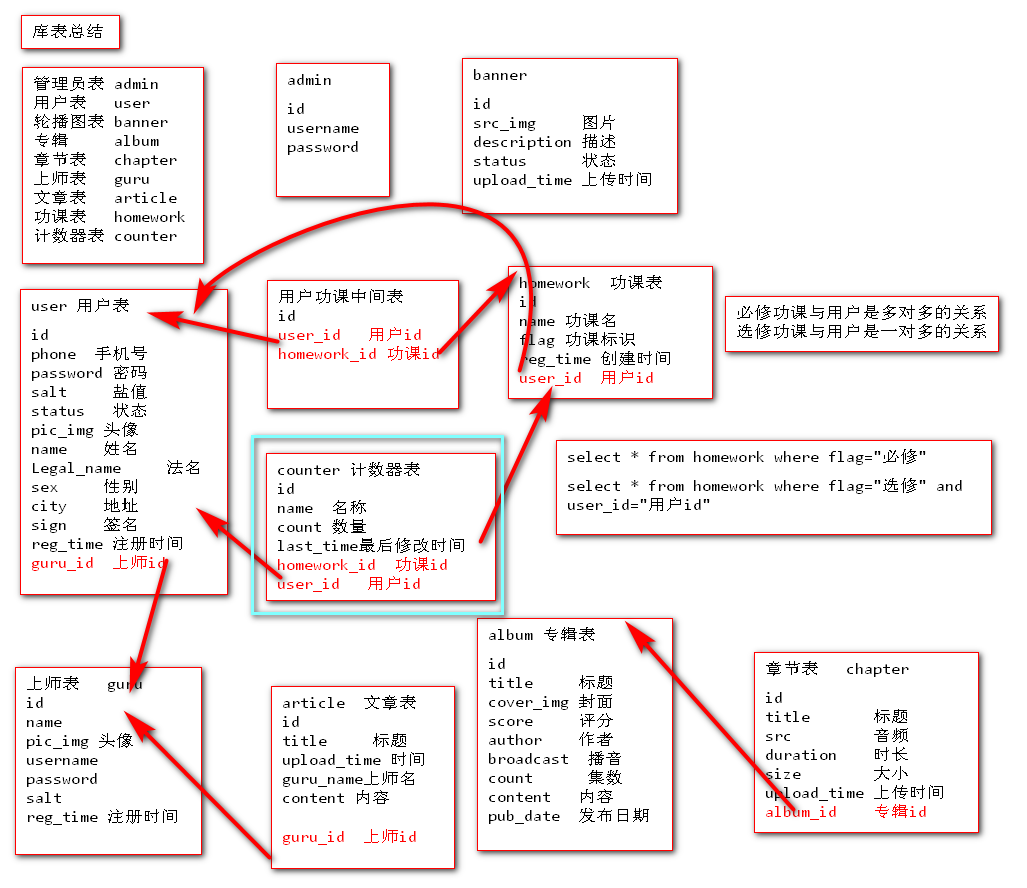 库表总结
管理员表 admin
用户表 user
轮播图表 banner
专辑 album
章节表 chapter
上师表 guru
文章表 article
功课表 homework
计数器表 counter
admin
id
username
password
banner
id
src_img 图片
description 描述
status 状态
upload_time 上传时间
user 用户表
id
phone 手机号
password 密码
salt 盐值
status 状态
pic_img 头像
name 姓名
Legal_name 法名
sex 性别
city 地址
sign 签名
reg_time 注册时间
guru_id 上师id
用户功课中间表
id
user_id 用户id
homework_id 功课id
homework 功课表
id
name 功课名
flag 功课标识
reg_time 创建时间
user_id 用户id
必修功课与用户是多对多的关系
选修功课与用户是一对多的关系
counter 计数器表
id
name 名称
count 数量
last_time最后修改时间
homework_id 功课id
user_id 用户id
select * from homework where flag="必修"
select * from homework where flag="选修" and
user_id="用户id"
上师表 guru
id
name
pic_img 头像
username
password
salt
reg_time 注册时间
article 文章表
id
title 标题
upload_time 时间
guru_name上师名
content 内容
guru_id 上师id
album 专辑表
id
title 标题
cover_img 封面
score 评分
author 作者
broadcast 播音
count 集数
content 内容
pub_date 发布日期
章节表 chapter
id
title 标题
src 音频
duration 时长
size 大小
upload_time 上传时间
album_id 专辑id